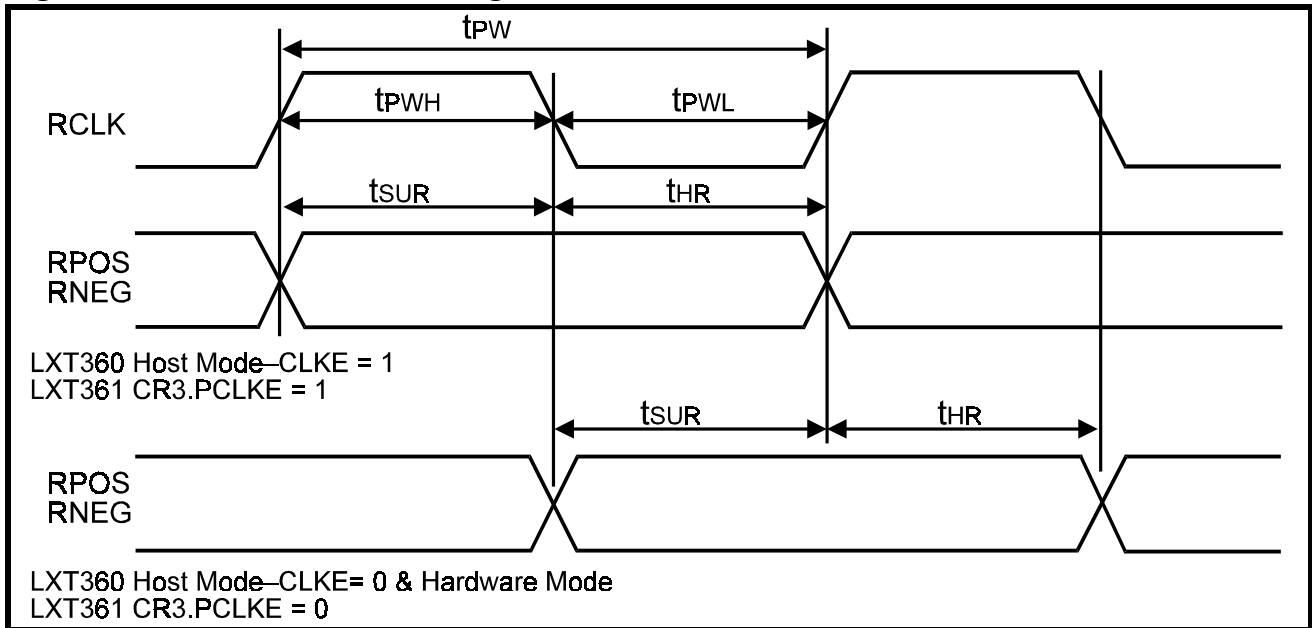 tPW
tPWH tPWL
RCLK
tSUR tHR
RPOS
RNEG
LXT360 Host Mode–CLKE = 1
LXT361 CR3.PCLKE = 1
tSUR tHR
RPOS
RNEG
LXT360 Host Mode–CLKE= 0 & Hardware Mode
LXT361 CR3.PCLKE = 0